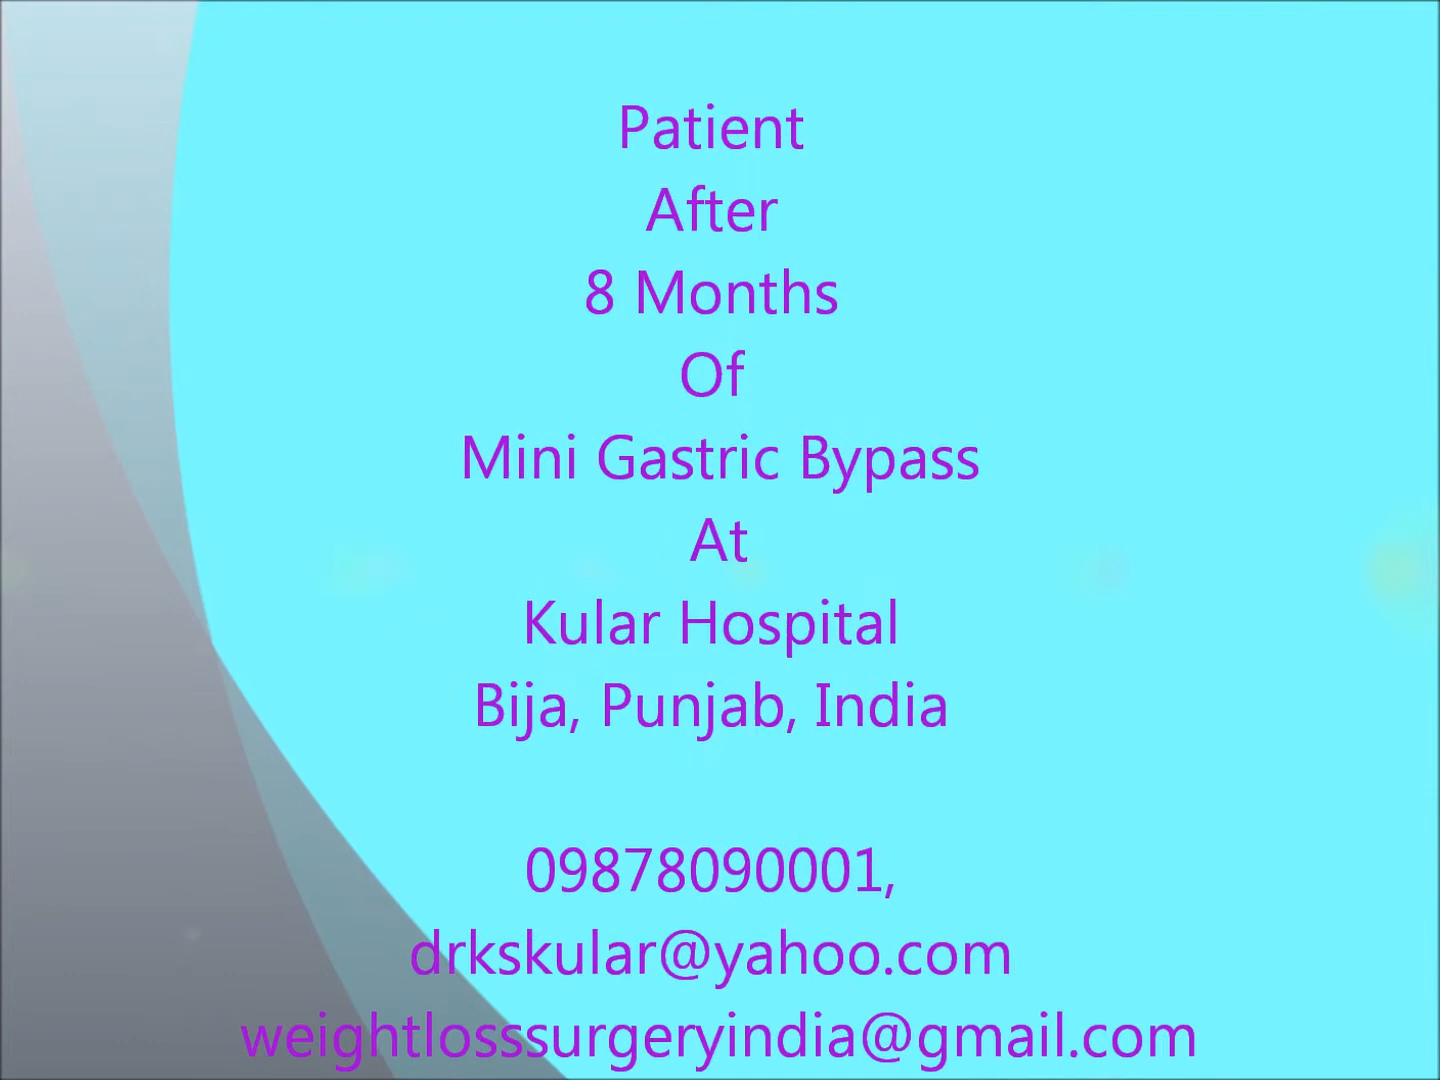 Patient
After
8 Months
Of
Mini Gastric Bypass
At
Kular Hospital
Bija, Punjab, India
09878090001,
drkskular@yahoo.com
weightlosssurgeryindia@gmail.com